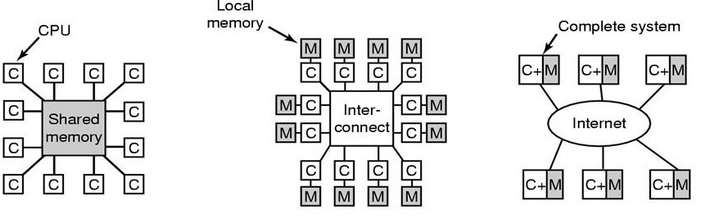 CPU
C C C C
C C
Shared
memory
C C
C C C C
Local
memory
M M M M
C C C C
M C C M
Inter-
connect
M C C M
C C C C
M M M M
Complete system
C+ M C+ M C+ M
Internet
C+ M C+ M C+ M